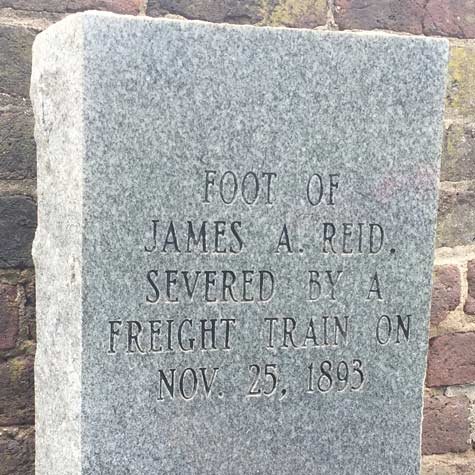 FOOT OF
JAMES A. REID.
SEVERED BY A
FREIGHT TRAIN ON
NOV. 25, 1893